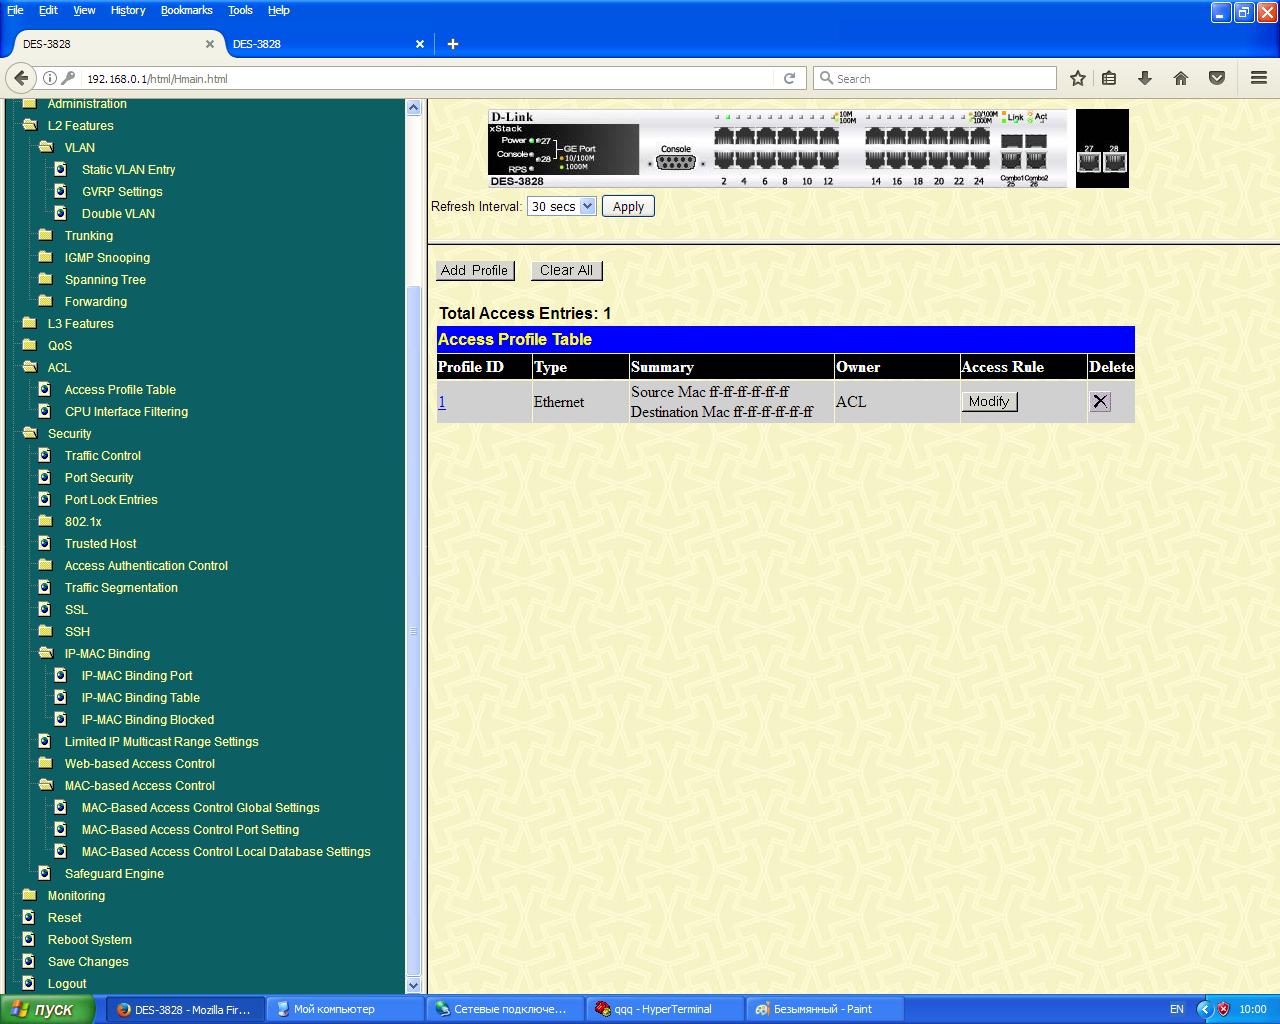 File Edit View History Bookmarks Tools Help
DES-3828
DES-3828
192.168.0.1/html/Hmain.html
Search
Administration
L2 Features
VLAN
Static VLAN Entry
GVRP Settings
Double VLAN
Trunking
IGMP Snooping
Spanning Tree
Forwarding
L3 Features
QoS
ACL
Access Profile Table
CPU Interface Filtering
Security
Traffic Control
Port Security
Port Lock Entries
802.1x
Trusted Host
Access Authentication Control
Traffic Segmentation
SSL
SSH
IP-MAC Binding
IP-MAC Binding Port
IP-MAC Binding Table
IP-MAC Binding Blocked
Limited IP Multicast Range Settings
Web-based Access Control
MAC-based Access Control
MAC-Based Access Control Global Settings
MAC-Based Access Control Port Setting
MAC-Based Access Control Local Database Settings
Safeguard Engine
Monitoring
Reset
Reboot System
Save Changes
Logout
D-Link
xStack
Power 27
Console 28
RPS
GE Port
10/100M
1000M
DES-3828
Console
10M
1000M
10/100M
1000M
Link Act
2 4 6 8 10 12
14 16 18 20 22 24
Combo1 Combo2
25 26
27 28
Refresh Interval: 30 secs Apply
Add Profile Clear All
Total Access Entries: 1
Access Profile Table
Profile ID Type Summary Owner Access Rule Delete
1 Ethernet Source Mac ff-ff-ff-ff-ff-ff ACL Modify
Destination Mac ff-ff-ff-ff-ff-ff
пуск DES-3828 - Mozilla Fir... Мой компьютер Сетевые подключе... qqq - HyperTerminal Безымянный - Paint EN 10:00